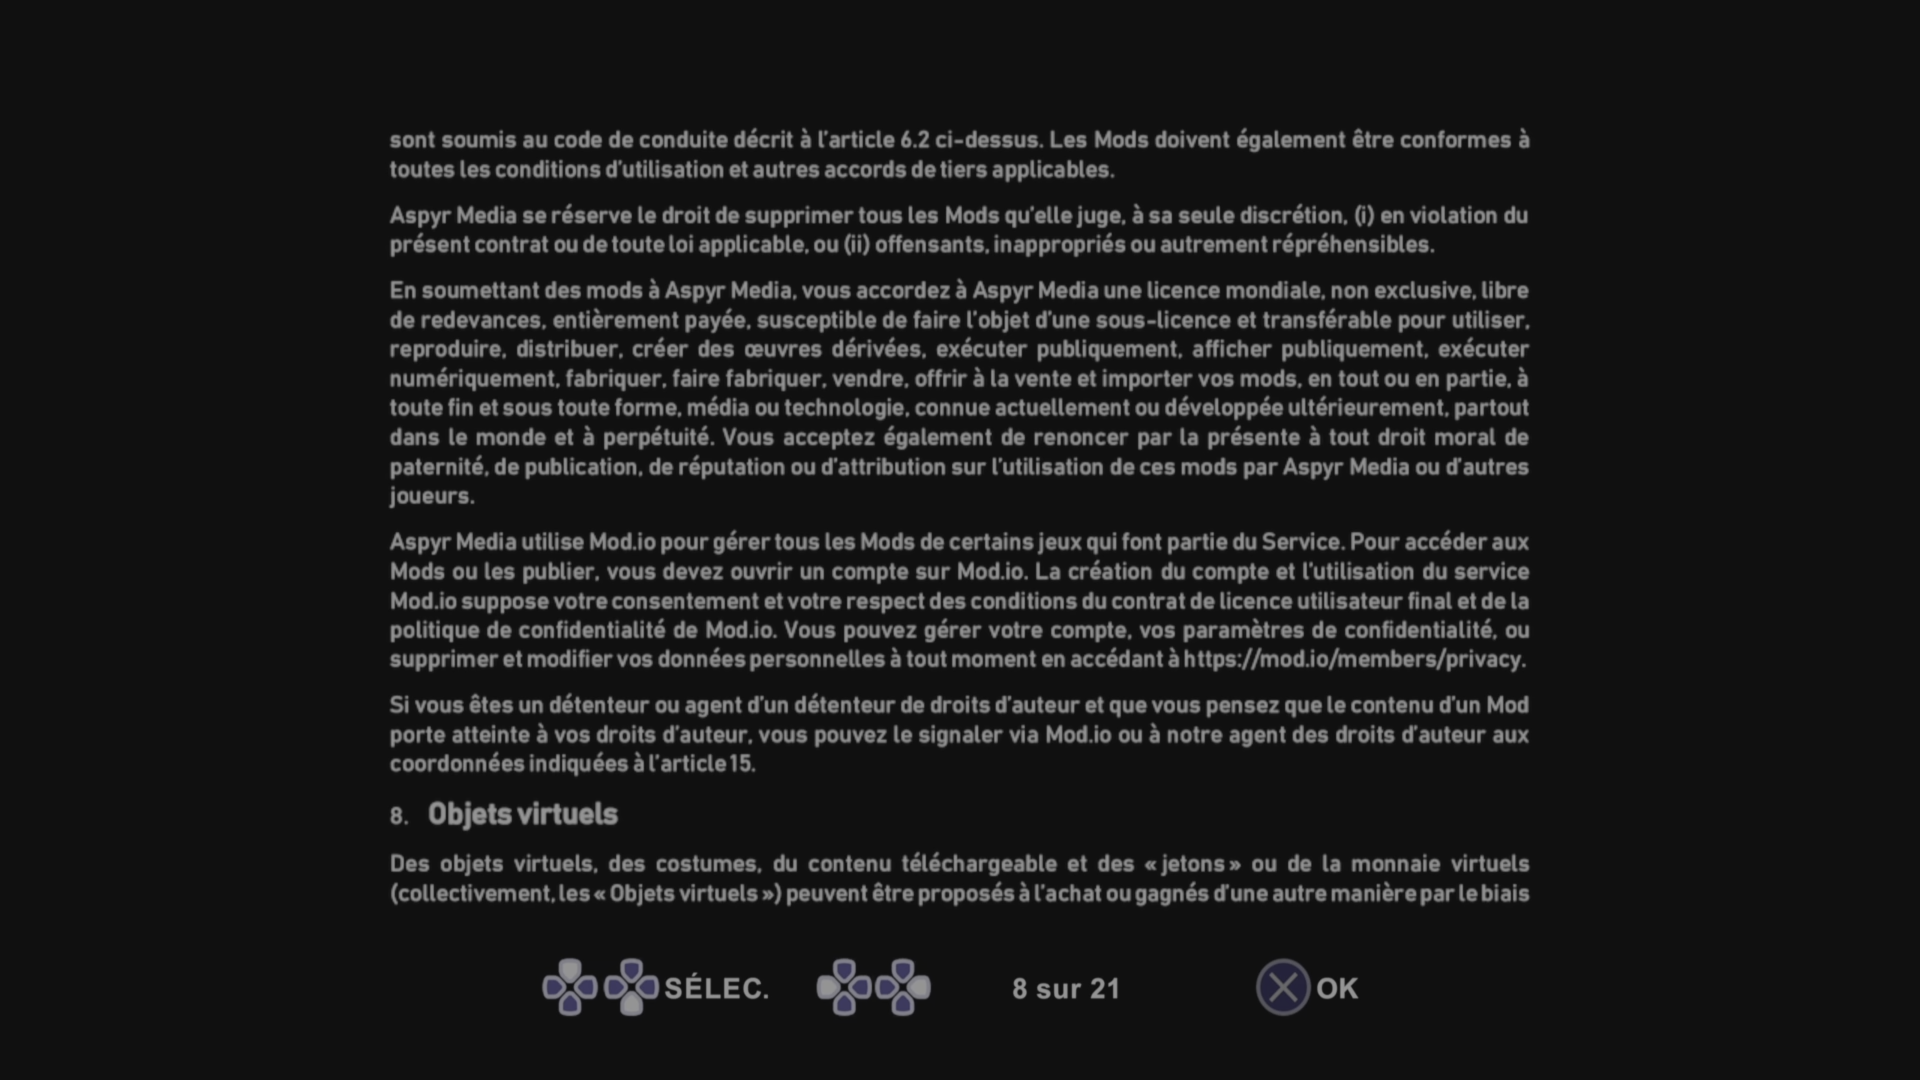 sont soumis au code de conduite décrit à l'article 6.2 ci-dessus. Les Mods doivent également être conformes à
toutes les conditions d'utilisation et autres accords de tiers applicables.
Aspyr Media se réserve le droit de supprimer tous les Mods qu'elle juge, à sa seule discrétion, (i) en violation du
présent contrat ou de toute loi applicable, ou (ii) offensants, inappropriés ou autrement répréhensibles.
En soumettant des mods à Aspyr Media, vous accordez à Aspyr Media une licence mondiale, non exclusive, libre
de redevances, entièrement payée, susceptible de faire l'objet d'une sous-licence et transférable pour utiliser,
reproduire, distribuer, créer des œuvres dérivées, exécuter publiquement, afficher publiquement, exécuter
numériquement, fabriquer, faire fabriquer, vendre, offrir à la vente et importer vos mods, en tout ou en partie, à
toute fin et sous toute forme, média ou technologie, connue actuellement ou développée ultérieurement, partout
dans le monde et à perpétuité. Vous acceptez également de renoncer par la présente à tout droit moral de
paternité, de publication, de réputation ou d'attribution sur l'utilisation de ces mods par Aspyr Media ou d'autres
joueurs.
Aspyr Media utilise Mod.io pour gérer tous les Mods de certains jeux qui font partie du Service. Pour accéder aux
Mods ou les publier, vous devez ouvrir un compte sur Mod.io. La création du compte et l'utilisation du service
Mod.io suppose votre consentement et votre respect des conditions du contrat de licence utilisateur final et de la
politique de confidentialité de Mod.io. Vous pouvez gérer votre compte, vos paramètres de confidentialité, ou
supprimer et modifier vos données personnelles à tout moment en accédant à https://mod.io/members/privacy.
Si vous êtes un détenteur ou agent d'un détenteur de droits d'auteur et que vous pensez que le contenu d'un Mod
porte atteinte à vos droits d'auteur, vous pouvez le signaler via Mod.io ou à notre agent des droits d'auteur aux
coordonnées indiquées à l'article 15.
8. Objets virtuels
Des objets virtuels, des costumes, du contenu téléchargeable et des « jetons » ou de la monnaie virtuels
(collectivement, les « Objets virtuels ») peuvent être proposés à l'achat ou gagnés d'une autre manière par le biais
SÉLEC. 8 sur 21 OK